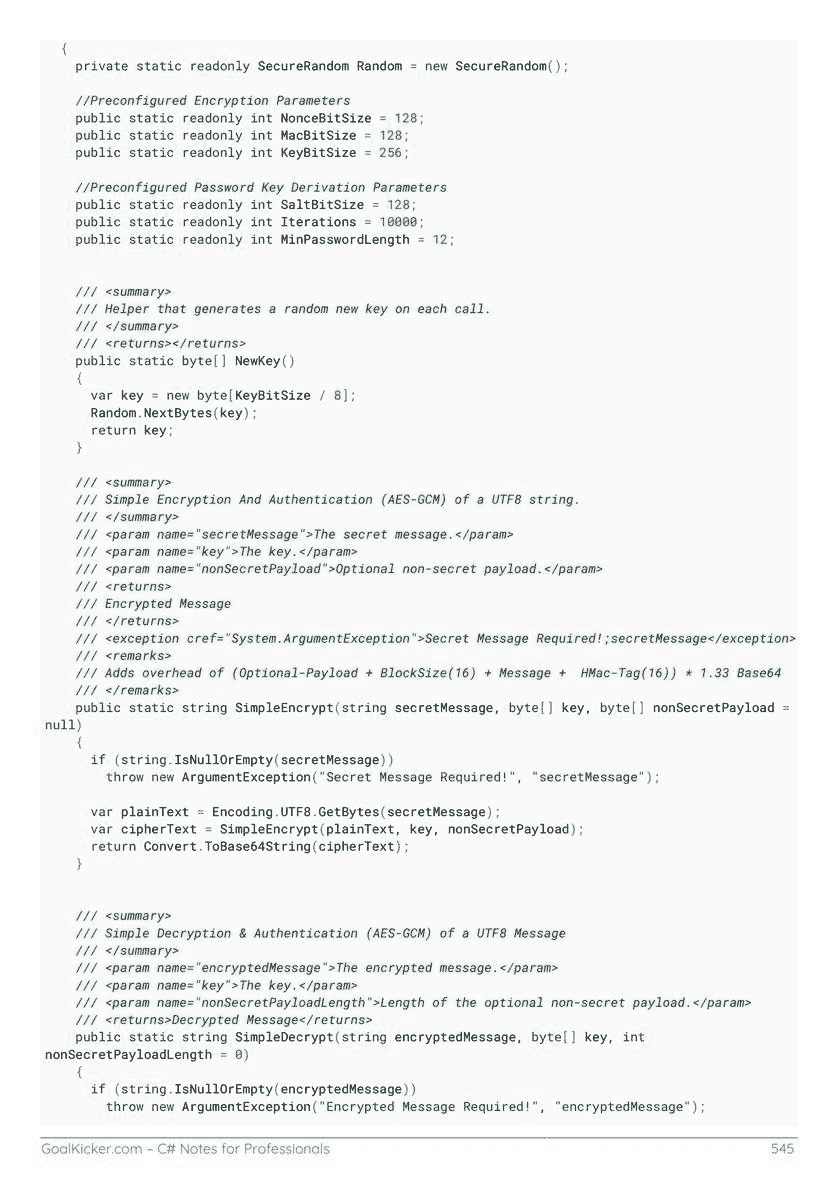 {
private static readonly SecureRandom Random = new SecureRandom();
//Preconfigured Encryption Parameters
public static readonly int NonceBitSize = 128;
public static readonly int MacBitSize = 128;
public static readonly int KeyBitSize = 256;
//Preconfigured Password Key Derivation Parameters
public static readonly int SaltBitSize = 128;
public static readonly int Iterations = 10000;
public static readonly int MinPasswordLength = 12;
/// <summary>
/// Helper that generates a random new key on each call.
/// </summary>
/// <returns></returns>
public static byte[] NewKey()
{
var key = new byte[KeyBitSize / 8];
Random.NextBytes(key);
return key;
}
/// <summary>
/// Simple Encryption And Authentication (AES-GCM) of a UTF8 string.
/// </summary>
/// <param name="secretMessage">The secret message.</param>
/// <param name="key">The key.</param>
/// <param name="nonSecretPayload">Optional non-secret payload.</param>
/// <returns>
/// Encrypted Message
/// </returns>
/// <exception cref="System.ArgumentException">Secret Message Required!;secretMessage</exception>
/// <remarks>
/// Adds overhead of (Optional-Payload + BlockSize(16) + Message +  HMac-Tag(16)) * 1.33 Base64
/// </remarks>
public static string SimpleEncrypt(string secretMessage, byte[] key, byte[] nonSecretPayload =
null)
{
if (string.IsNullOrEmpty(secretMessage))
throw new ArgumentException("Secret Message Required!", "secretMessage");
var plainText = Encoding.UTF8.GetBytes(secretMessage);
var cipherText = SimpleEncrypt(plainText, key, nonSecretPayload);
return Convert.ToBase64String(cipherText);
}
/// <summary>
/// Simple Decryption & Authentication (AES-GCM) of a UTF8 Message
/// </summary>
/// <param name="encryptedMessage">The encrypted message.</param>
/// <param name="key">The key.</param>
/// <param name="nonSecretPayloadLength">Length of the optional non-secret payload.</param>
/// <returns>Decrypted Message</returns>
public static string SimpleDecrypt(string encryptedMessage, byte[] key, int
nonSecretPayloadLength = 0)
{
if (string.IsNullOrEmpty(encryptedMessage))
throw new ArgumentException("Encrypted Message Required!", "encryptedMessage");
GoalKicker.com – C# Notes for Professionals
545